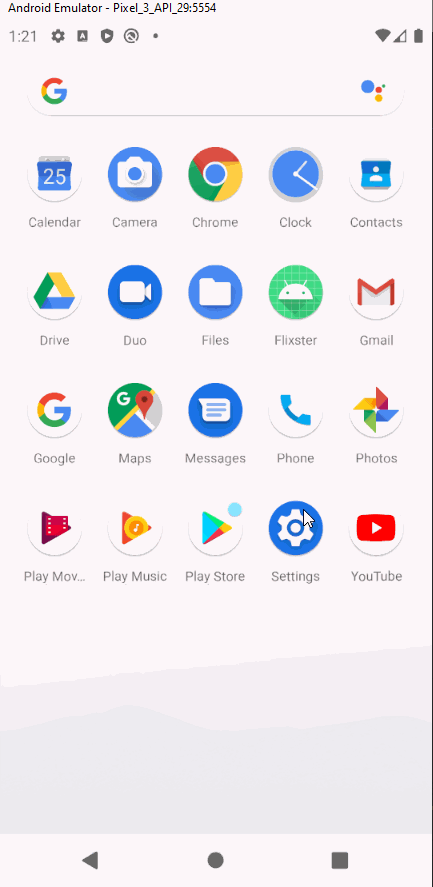 Android Emulator - Pixel_3_API_29:5554
1:21
G
25
Calendar Camera Chrome Clock Contacts
Drive Duo Files Flixster Gmail
G G
Google Maps Messages Phone Photos
Play Mov... Play Music Play Store Settings YouTube